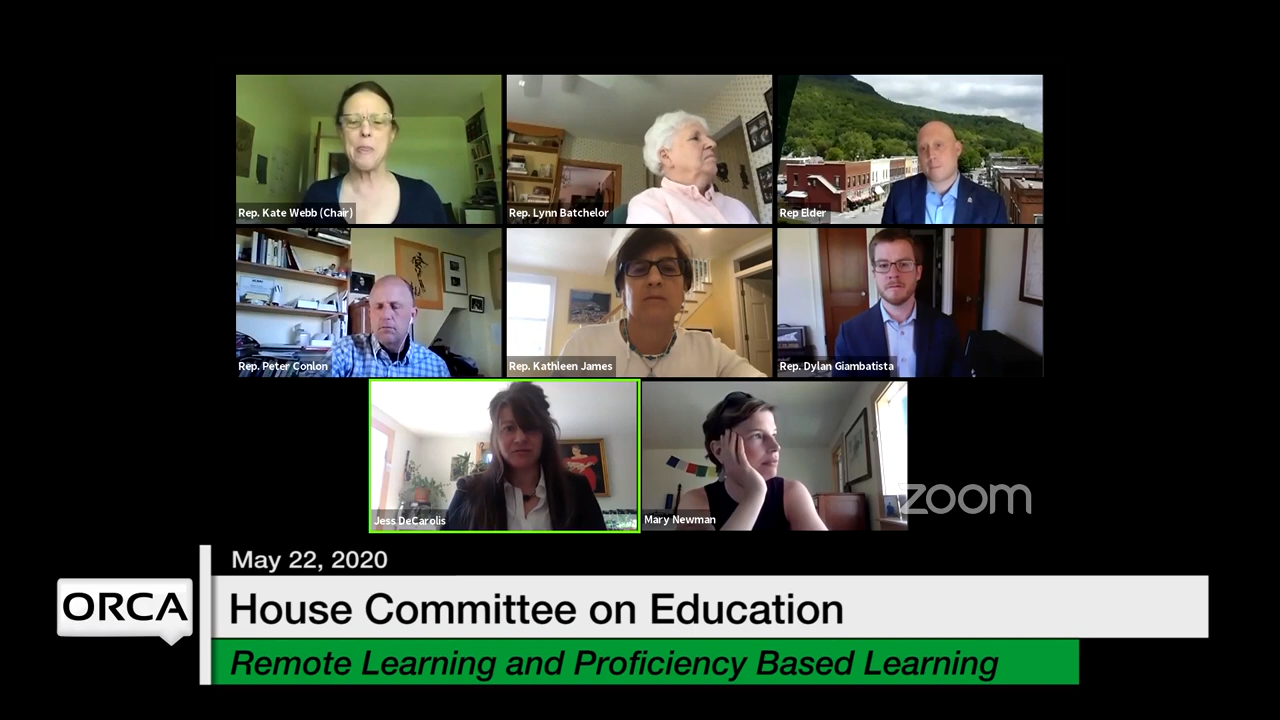 Rep. Kate Webb (Chair)
Rep. Lynn Batchelor
Rep Elder
Rep. Peter Conlon
Rep. Kathleen James
Rep. Dylan Giambatista
Jess DeCarolis
Mary Newman
zoom
May 22, 2020
ORCA
House Committee on Education
Remote Learning and Proficiency Based Learning